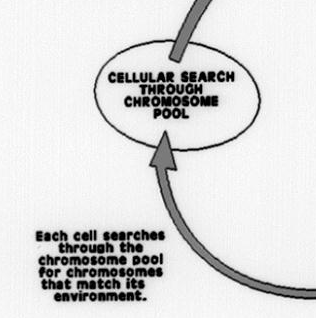 CELLULAR SEARCH
THROUGH
CHROMOSOME
POOL
Each cell searches
through the
chromosome pool
for chromosomes
that match its
environment.